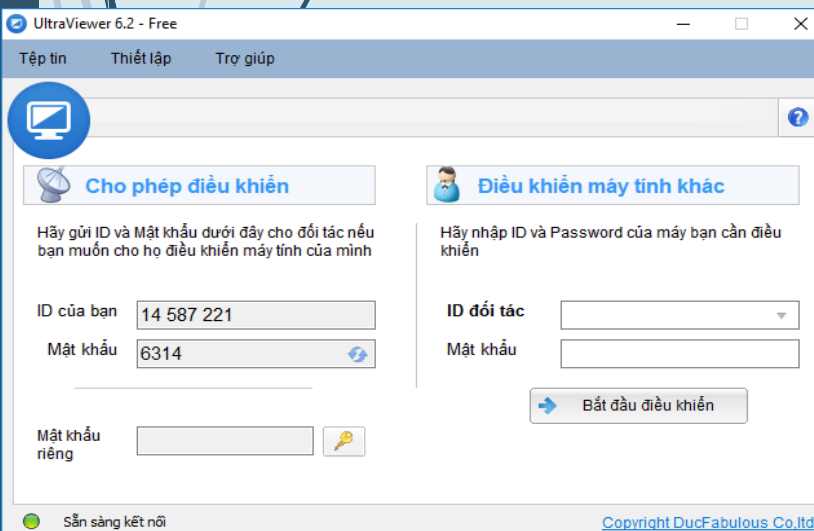 UltraViewer 6.2 - Free
Tệp tin Thiết lập Trợ giúp
Cho phép điều khiển
Hãy gửi ID và Mật khẩu dưới đây cho đối tác nếu
bạn muốn cho họ điều khiển máy tính của mình
ID của bạn 14 587 221
Mật khẩu 6314
Mật khẩu
riêng
Điều khiển máy tính khác
Hãy nhập ID và Password của máy bạn cần điều
khiển
ID đối tác
Mật khẩu
Bắt đầu điều khiển
Sẵn sàng kết nối
Copyright DucFabulous Co,ltd